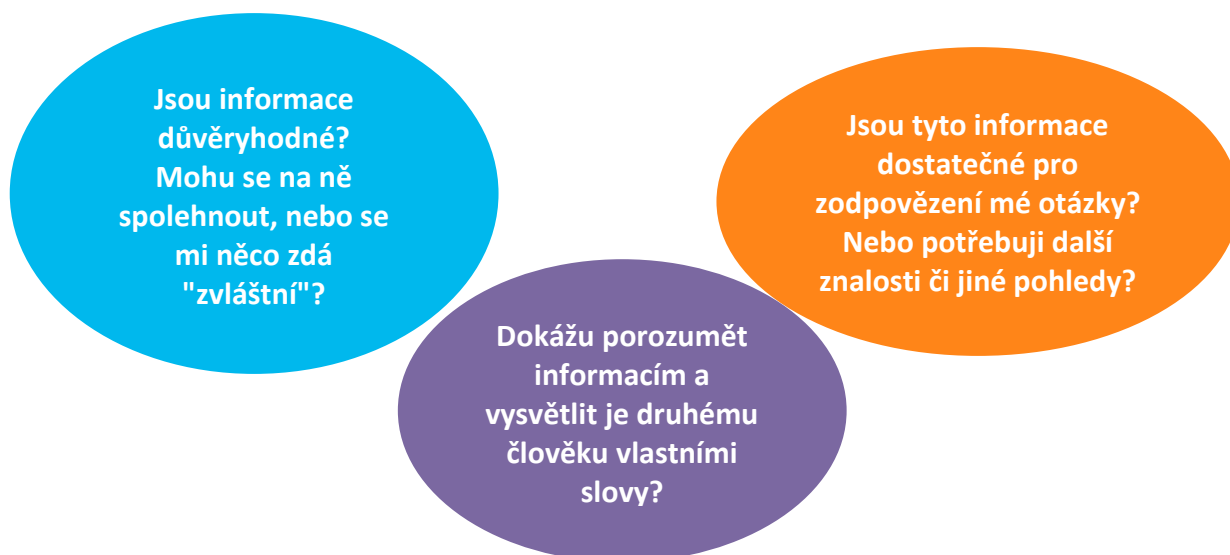 Jsou informace
důvěryhodné?
Mohu se na ně
spolehnout, nebo se
mi něco zdá
"zvláštní"?
Jsou tyto informace
dostatečné pro
zodpovězení mé otázky?
Nebo potřebuji další
znalosti či jiné pohledy?
Dokážu porozumět
informacím a
vysvětlit je druhému
člověku vlastními
slovy?